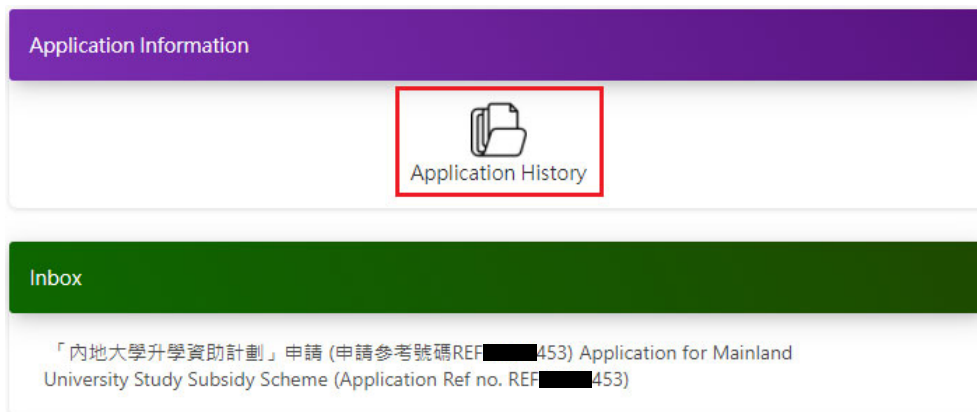 Application Information
Application History
Inbox
「內地大學升學資助計劃」申請 (申請參考號碼REF 453) Application for Mainland
University Study Subsidy Scheme (Application Ref no. REF 453)